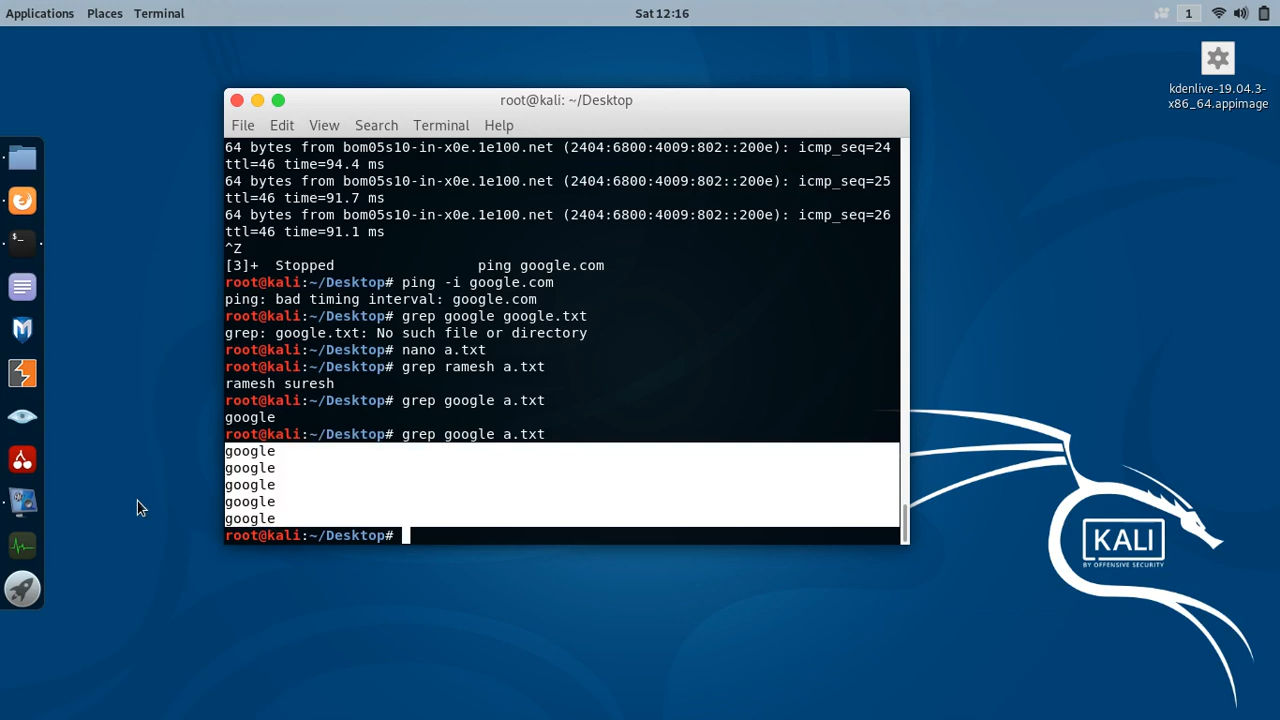 Applications Places Terminal Sat 12:16 1
kdenlive-19.04.3-
x86_64.appimage
root@kali: ~/Desktop
File Edit View Search Terminal Help
64 bytes from bom05s10-in-x0e.1e100.net (2404:6800:4009:802::200e): icmp_seq=24
ttl=46 time=94.4 ms
64 bytes from bom05s10-in-x0e.1e100.net (2404:6800:4009:802::200e): icmp_seq=25
ttl=46 time=91.7 ms
64 bytes from bom05s10-in-x0e.1e100.net (2404:6800:4009:802::200e): icmp_seq=26
ttl=46 time=91.1 ms
^Z
[3]+  Stopped                 ping google.com
root@kali:~/Desktop# ping -i google.com
ping: bad timing interval: google.com
root@kali:~/Desktop# grep google google.txt
grep: google.txt: No such file or directory
root@kali:~/Desktop# nano a.txt
root@kali:~/Desktop# grep ramesh a.txt
ramesh suresh
root@kali:~/Desktop# grep google a.txt
google
root@kali:~/Desktop# grep google a.txt
google
google
google
google
google
root@kali:~/Desktop#
KALI
BY OFFENSIVE SECURITY